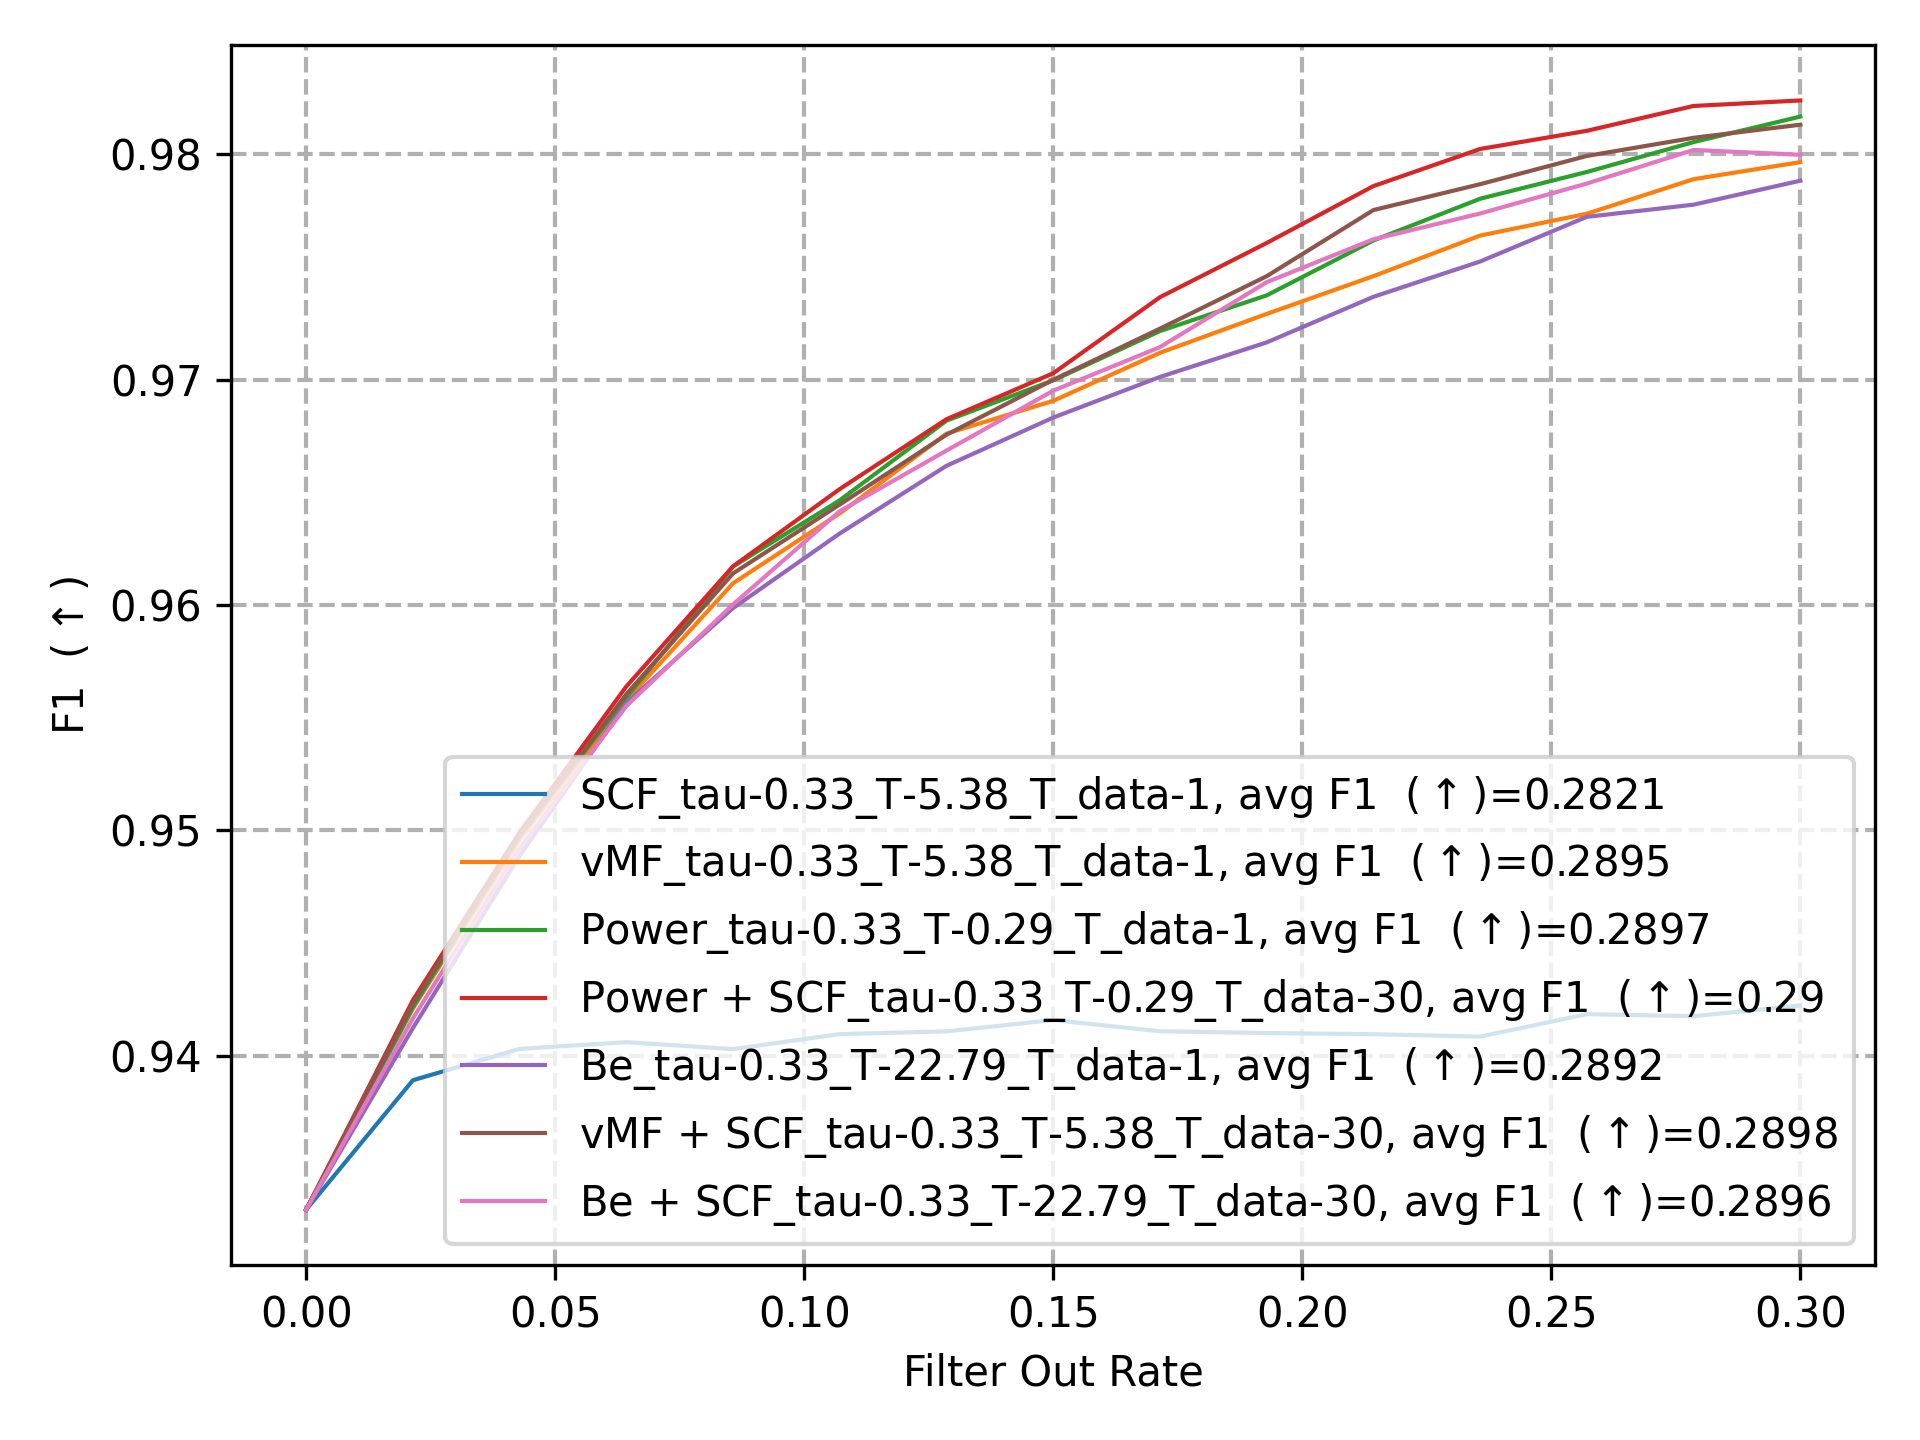 0.98
0.97
0.96
0.95
0.94
F1 (↑)
SCF_tau-0.33_T-5.38_T_data-1, avg F1 (↑)=0.2821
vMF_tau-0.33_T-5.38_T_data-1, avg F1 (↑)=0.2895
Power_tau-0.33_T-0.29_T_data-1, avg F1 (↑)=0.2897
Power + SCF_tau-0.33_T-0.29_T_data-30, avg F1 (↑)=0.29
Be_tau-0.33_T-22.79_T_data-1, avg F1 (↑)=0.2892
vMF + SCF_tau-0.33_T-5.38_T_data-30, avg F1 (↑)=0.2898
Be + SCF_tau-0.33_T-22.79_T_data-30, avg F1 (↑)=0.2896
0.00 0.05 0.10 0.15 0.20 0.25 0.30
Filter Out Rate